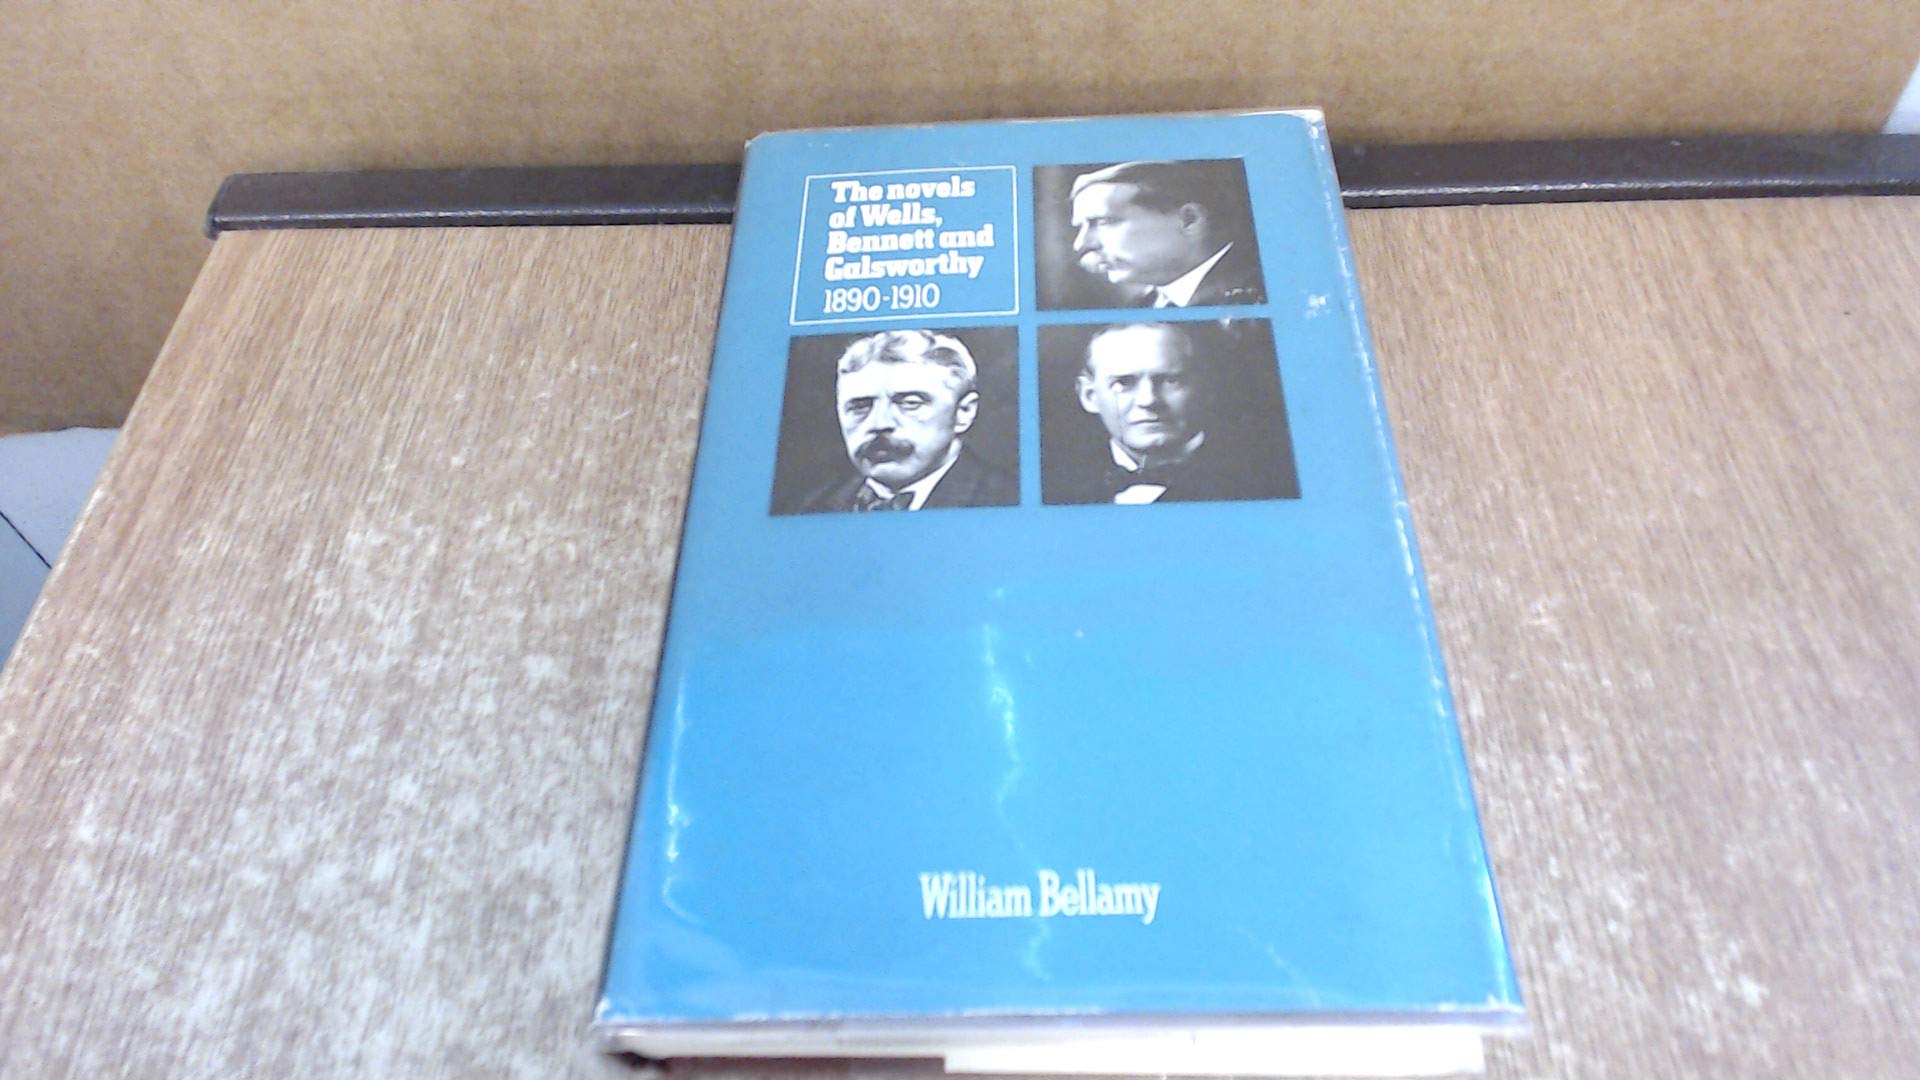 The novels
of Wells,
Bennett and
Galsworthy
1890-1910
William Bellamy